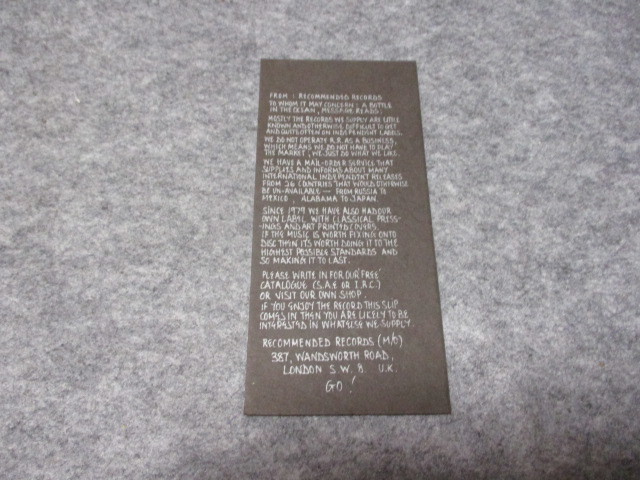 FROM : RECOMMENDED RECORDS
TO WHOM IT MAY CONCERN : A BOTTLE
IN THE OCEAN, MESSAGE READS.
MOSTLY THE RECORDS WE SUPPLY ARE LITTLE
KNOWN AND OTHERWISE DIFFICULT TO GET
AND QUITE OFTEN ON INDEPENDENT LABELS.
WE DO NOT OPERATE R.R. AS A BUSINESS,
WHICH MEANS WE DO NOT HAVE TO PLAY
THE MARKET, WE JUST DO WHAT WE LIKE.
WE HAVE A MAIL-ORDER SERVICE THAT
SUPPLIES AND INFORMS ABOUT MANY
INTERNATIONAL INDEPENDENT RELEASES
FROM 26 COUNTRIES THAT WOULD OTHERWISE
BE UN-AVAILABLE — FROM RUSSIA TO
MEXICO, ALABAMA TO JAPAN.
SINCE 1979 WE HAVE ALSO HAD OUR
OWN LABEL WITH CLASSICAL PRESS-
-INGS AND ART PRINTED COVERS.
IF THE MUSIC IS WORTH FIXING ONTO
DISC THEN IT'S WORTH DOING IT TO THE
HIGHEST POSSIBLE STANDARDS AND
SO MAKING IT TO LAST.
PLEASE WRITE IN FOR OUR 'FREE'
CATALOGUE (S.A.E OR I.R.C.)
OR VISIT OUR OWN SHOP.
IF YOU ENJOY THE RECORD THIS SLIP
COMES IN THEN YOU ARE LIKELY TO BE
INTERESTED IN WHAT ELSE WE SUPPLY
RECOMMENDED RECORDS (M/O)
387, WANDSWORTH ROAD,
LONDON S.W. 8. U.K.
GO!